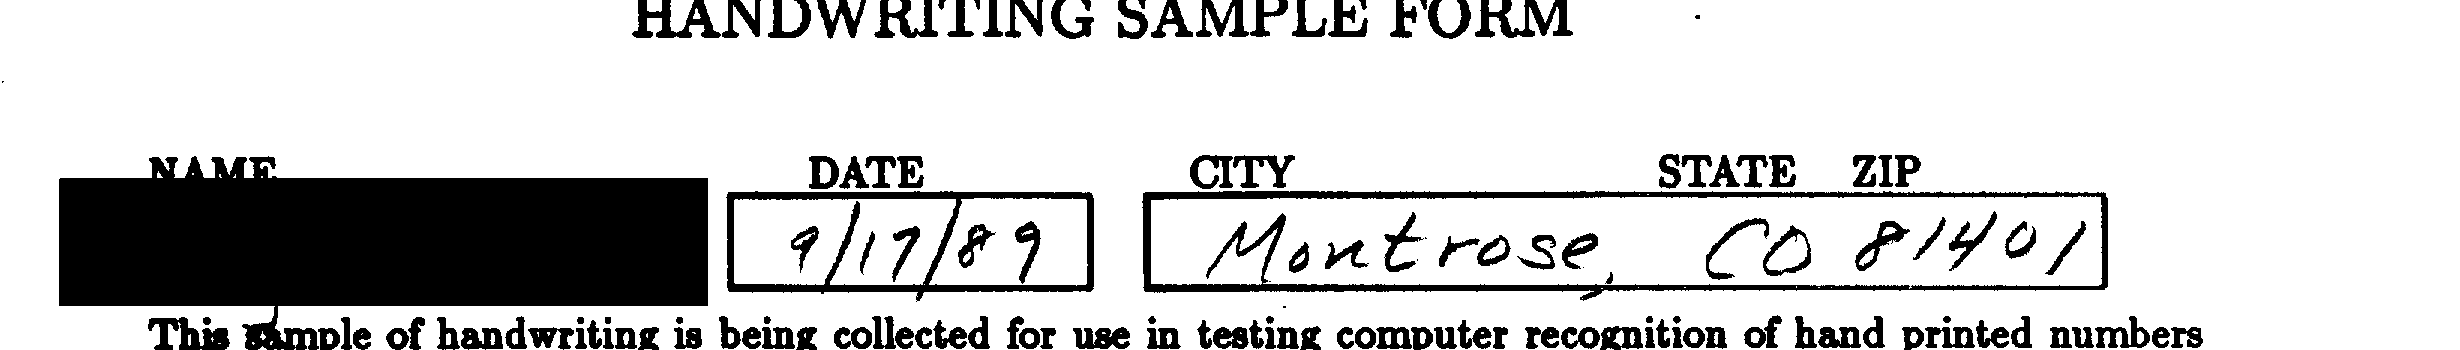 HANDWRITING SAMPLE FORM
NAME DATE CITY STATE ZIP
9/17/89 Montrose, CO 81401
This sample of handwriting is being collected for use in testing computer recognition of hand printed numbers